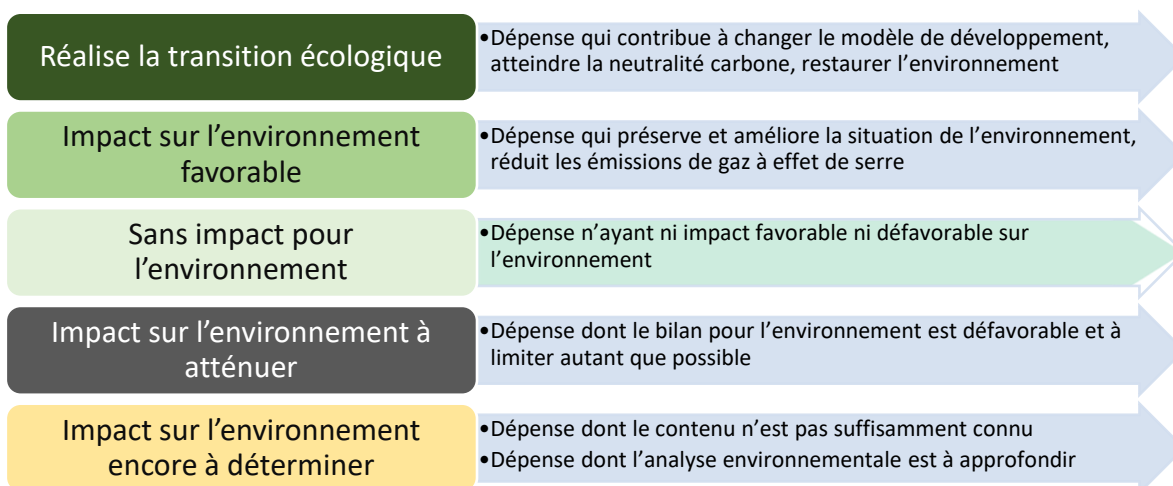 Réalise la transition écologique
•Dépense qui contribue à changer le modèle de développement,
atteindre la neutralité carbone, restaurer l’environnement
Impact sur l’environnement
favorable
•Dépense qui préserve et améliore la situation de l’environnement,
réduit les émissions de gaz à effet de serre
Sans impact pour
l’environnement
•Dépense n’ayant ni impact favorable ni défavorable sur
l’environnement
Impact sur l’environnement à
atténuer
•Dépense dont le bilan pour l’environnement est défavorable et à
limiter autant que possible
Impact sur l’environnement
encore à déterminer
•Dépense dont le contenu n’est pas suffisamment connu
•Dépense dont l’analyse environnementale est à approfondir